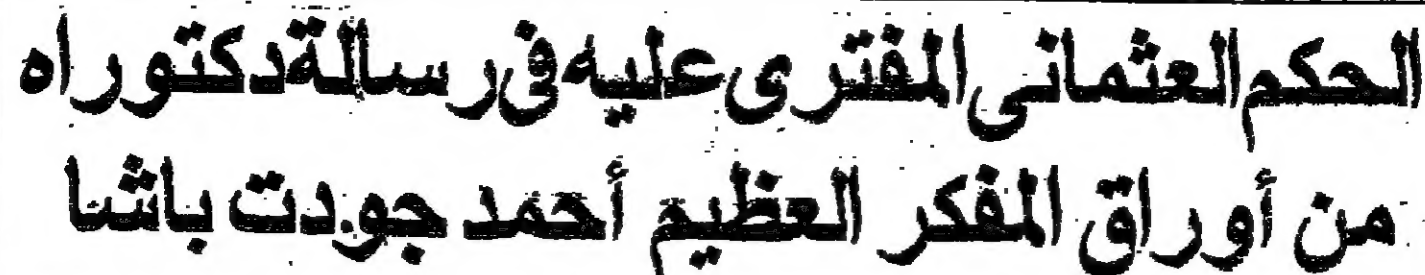 الحكم العثمانى المفترى عليه فى رسالة دكتوراه
من أوراق المفكر العظيم أحمد جودت باشا